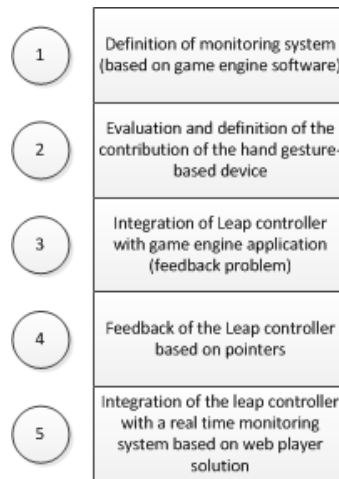 1
Definition of monitoring system
(based on game engine software)
2
Evaluation and definition of the
contribution of the hand gesture-
based device
3
Integration of Leap controller
with game engine application
(feedback problem)
4
Feedback of the Leap controller
based on pointers
5
Integration of the leap controller
with a real time monitoring
system based on web player
solution